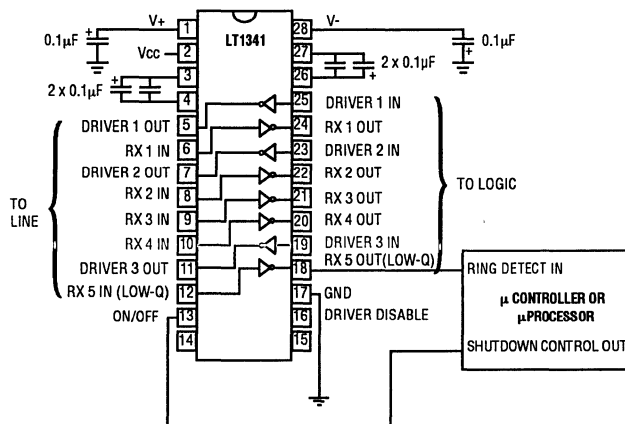 V+
1
28
V-
0.1µF
+
LT1341
+
0.1µF
Vcc
2
27
3
26
+
2 x 0.1µF
+
2 x 0.1µF
4
25
DRIVER 1 IN
DRIVER 1 OUT
5
24
RX 1 OUT
RX 1 IN
6
23
DRIVER 2 IN
DRIVER 2 OUT
7
22
RX 2 OUT
RX 2 IN
8
21
RX 3 OUT
RX 3 IN
9
20
RX 4 OUT
RX 4 IN
10
19
DRIVER 3 IN
DRIVER 3 OUT
11
18
RX 5 OUT(LOW-Q)
RX 5 IN (LOW-Q)
12
17
GND
ON/OFF
13
16
DRIVER DISABLE
14
15
TO
LINE
TO LOGIC
RING DETECT IN
µ CONTROLLER OR
µPROCESSOR
SHUTDOWN CONTROL OUT